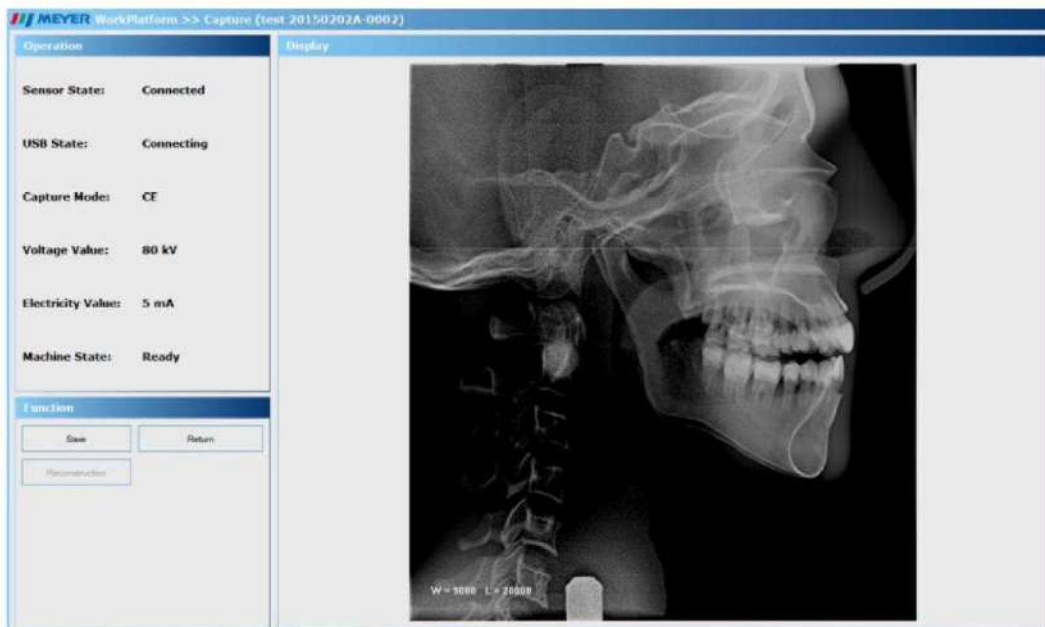 MEYER WorkPlatform >> Capture (test 20150202A-0002)
Operation
Sensor State: Connected
USB State: Connecting
Capture Mode: CE
Voltage Value: 80 kV
Electricity Value: 5 mA
Machine State: Ready
Function
Save Return
Reconstruction
Display
W = 9000 L = 20000